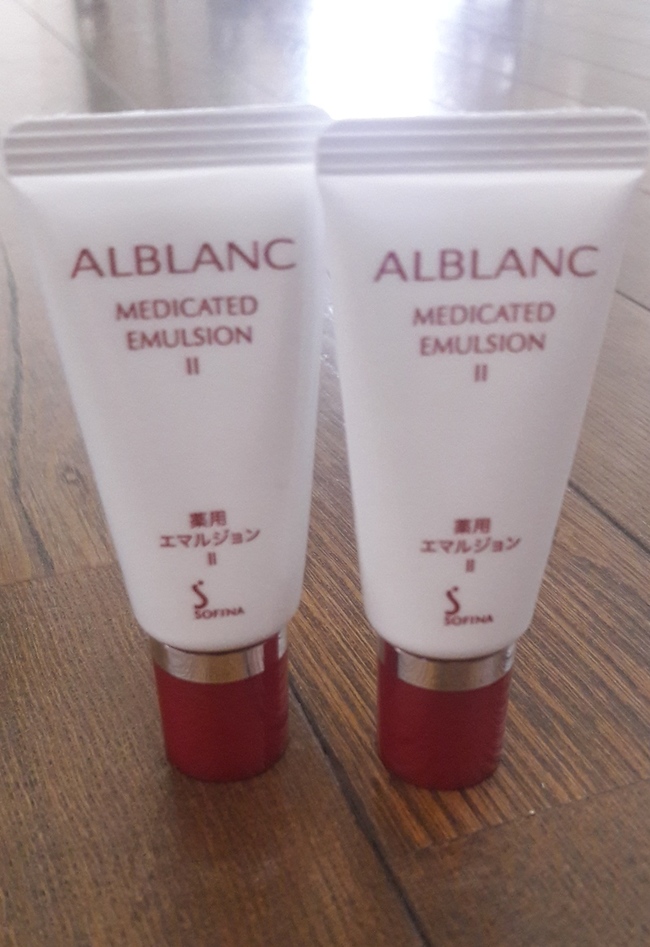 ALBLANC
MEDICATED
EMULSION
II
薬用
エマルジョン
II
SOFINA
ALBLANC
MEDICATED
EMULSION
II
薬用
エマルジョン
II
SOFINA